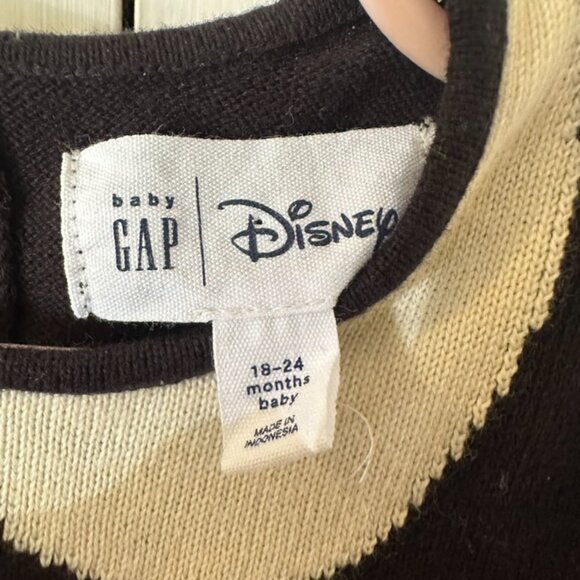 baby
GAP
Disney
18-24
months
baby
MADE IN
INDONESIA